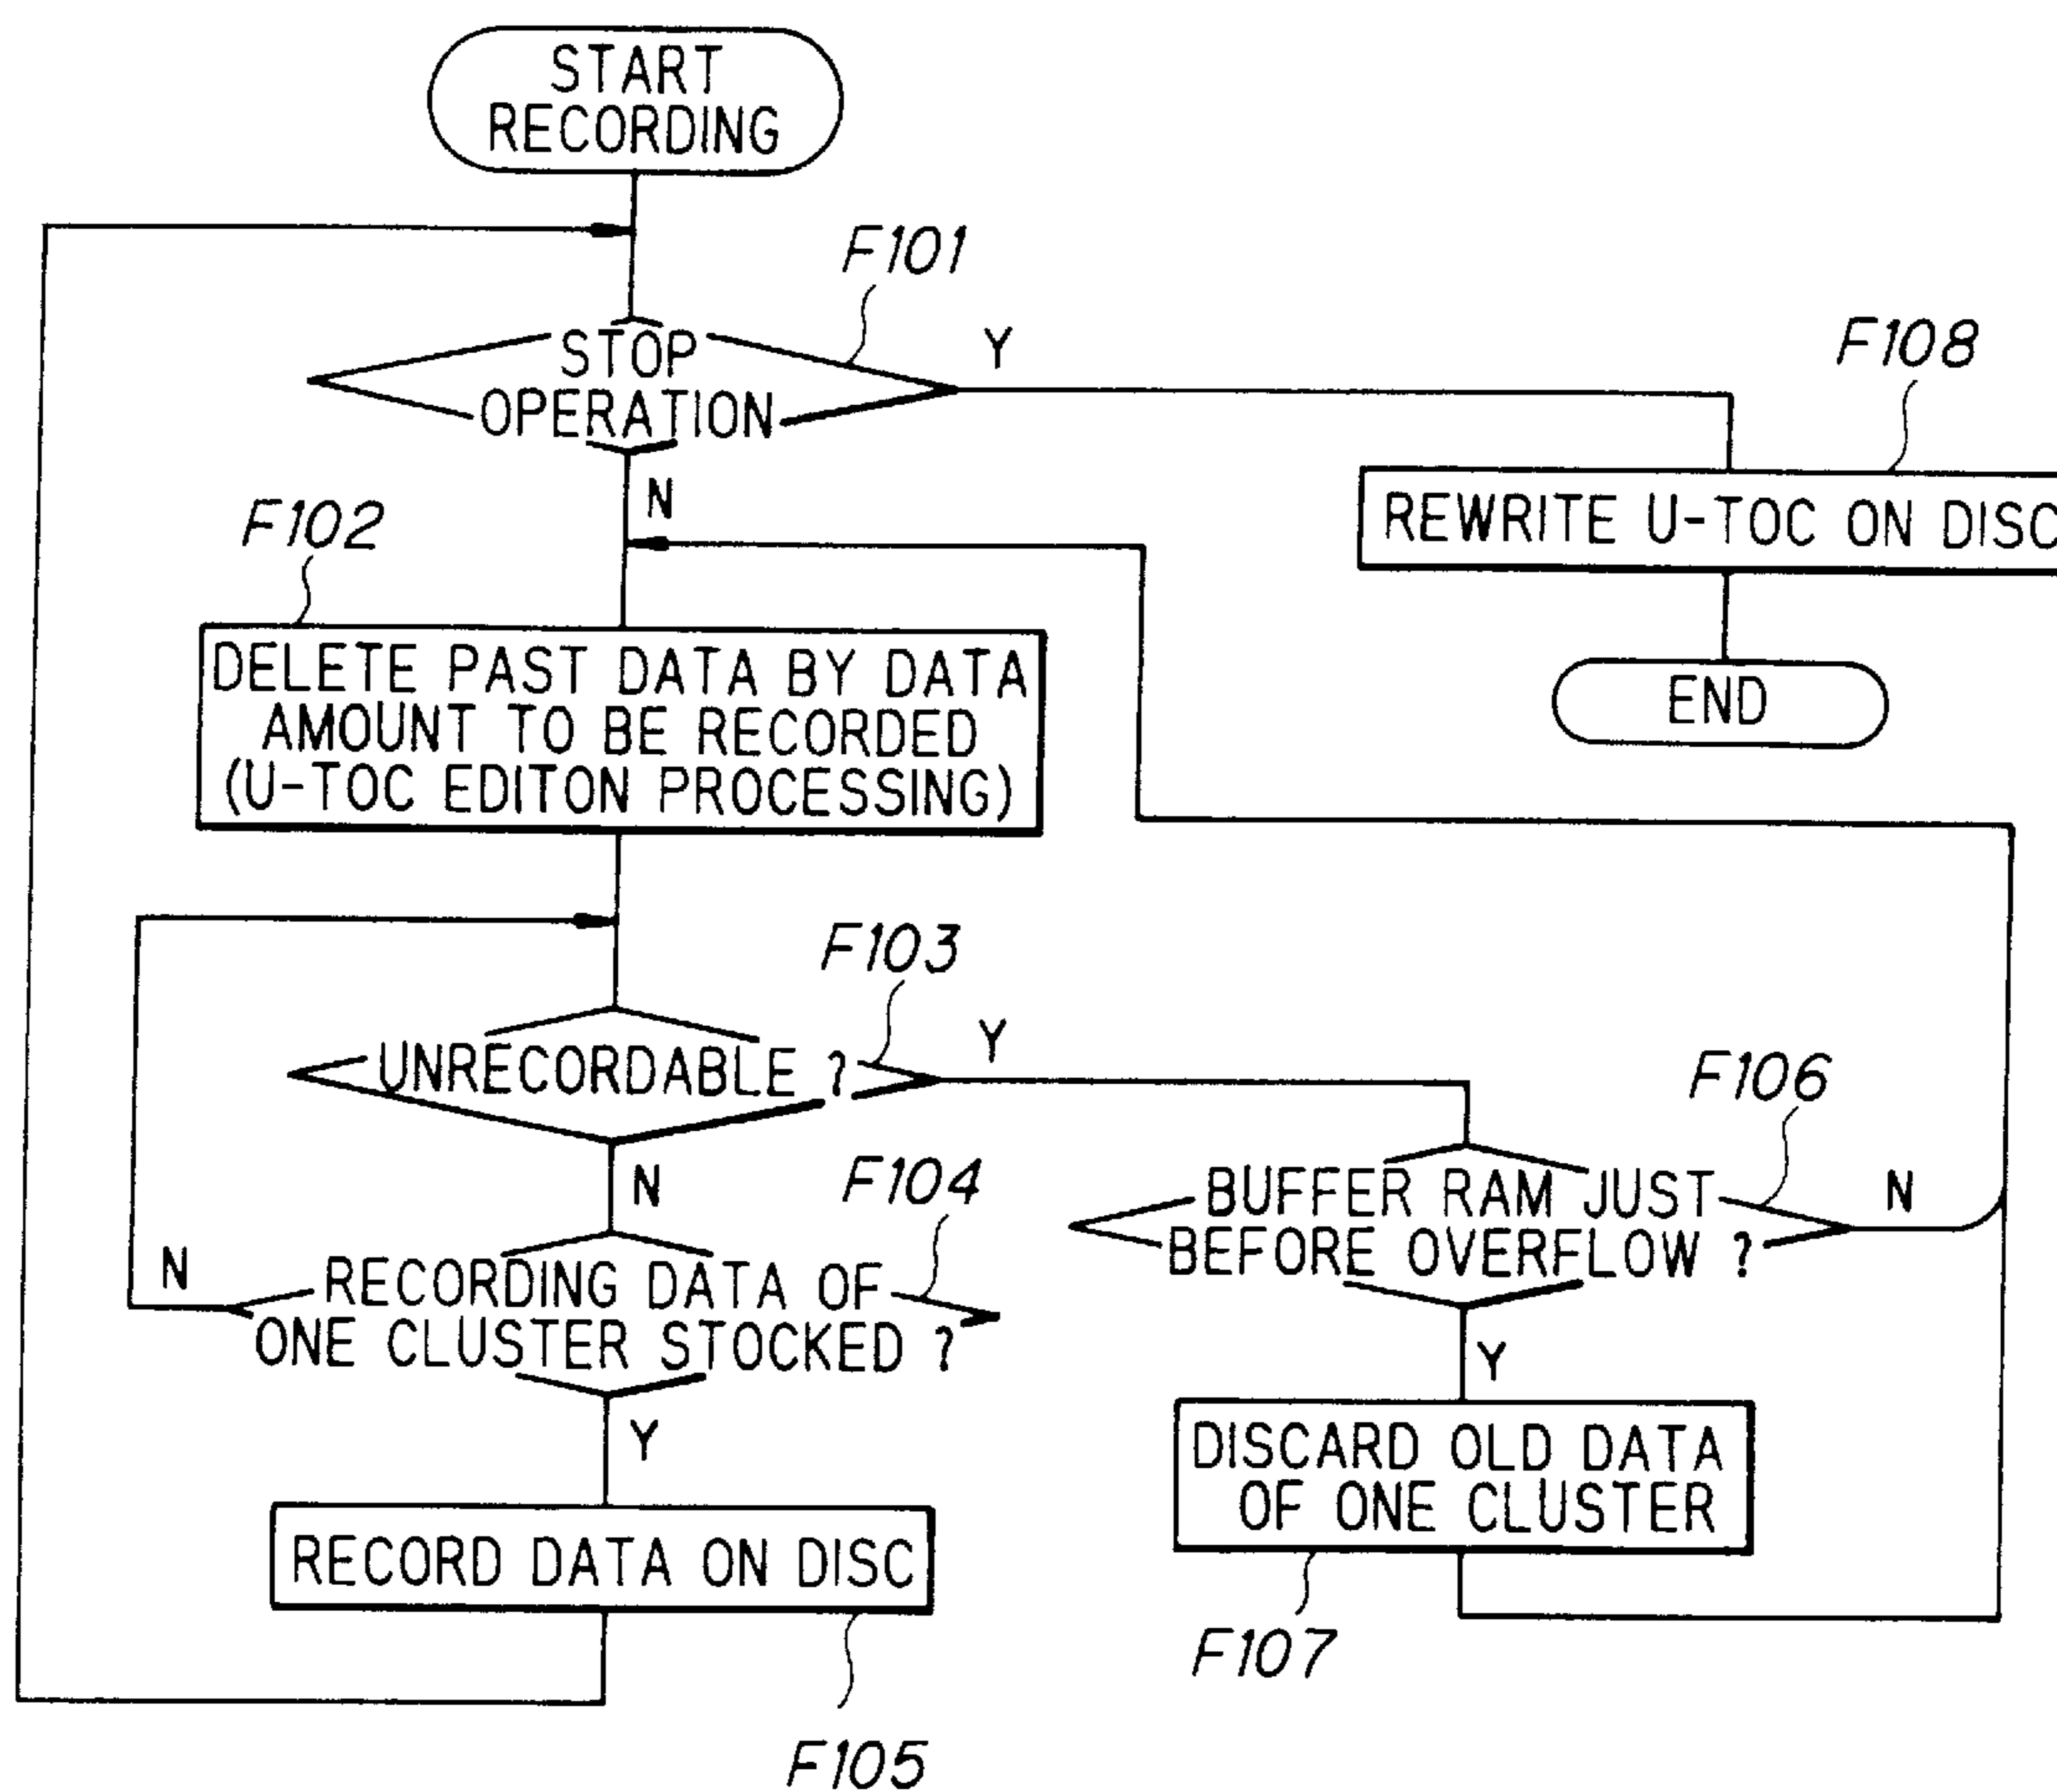 START
RECORDING
F101
STOP
OPERATION
Y
N
F108
REWRITE U-TOC ON DISC
END
F102
DELETE PAST DATA BY DATA
AMOUNT TO BE RECORDED
(U-TOC EDITON PROCESSING)
F103
UNRECORDABLE ?
Y
N
F104
RECORDING DATA OF
ONE CLUSTER STOCKED ?
N
Y
RECORD DATA ON DISC
F105
F106
BUFFER RAM JUST
BEFORE OVERFLOW ?
N
Y
DISCARD OLD DATA
OF ONE CLUSTER
F107